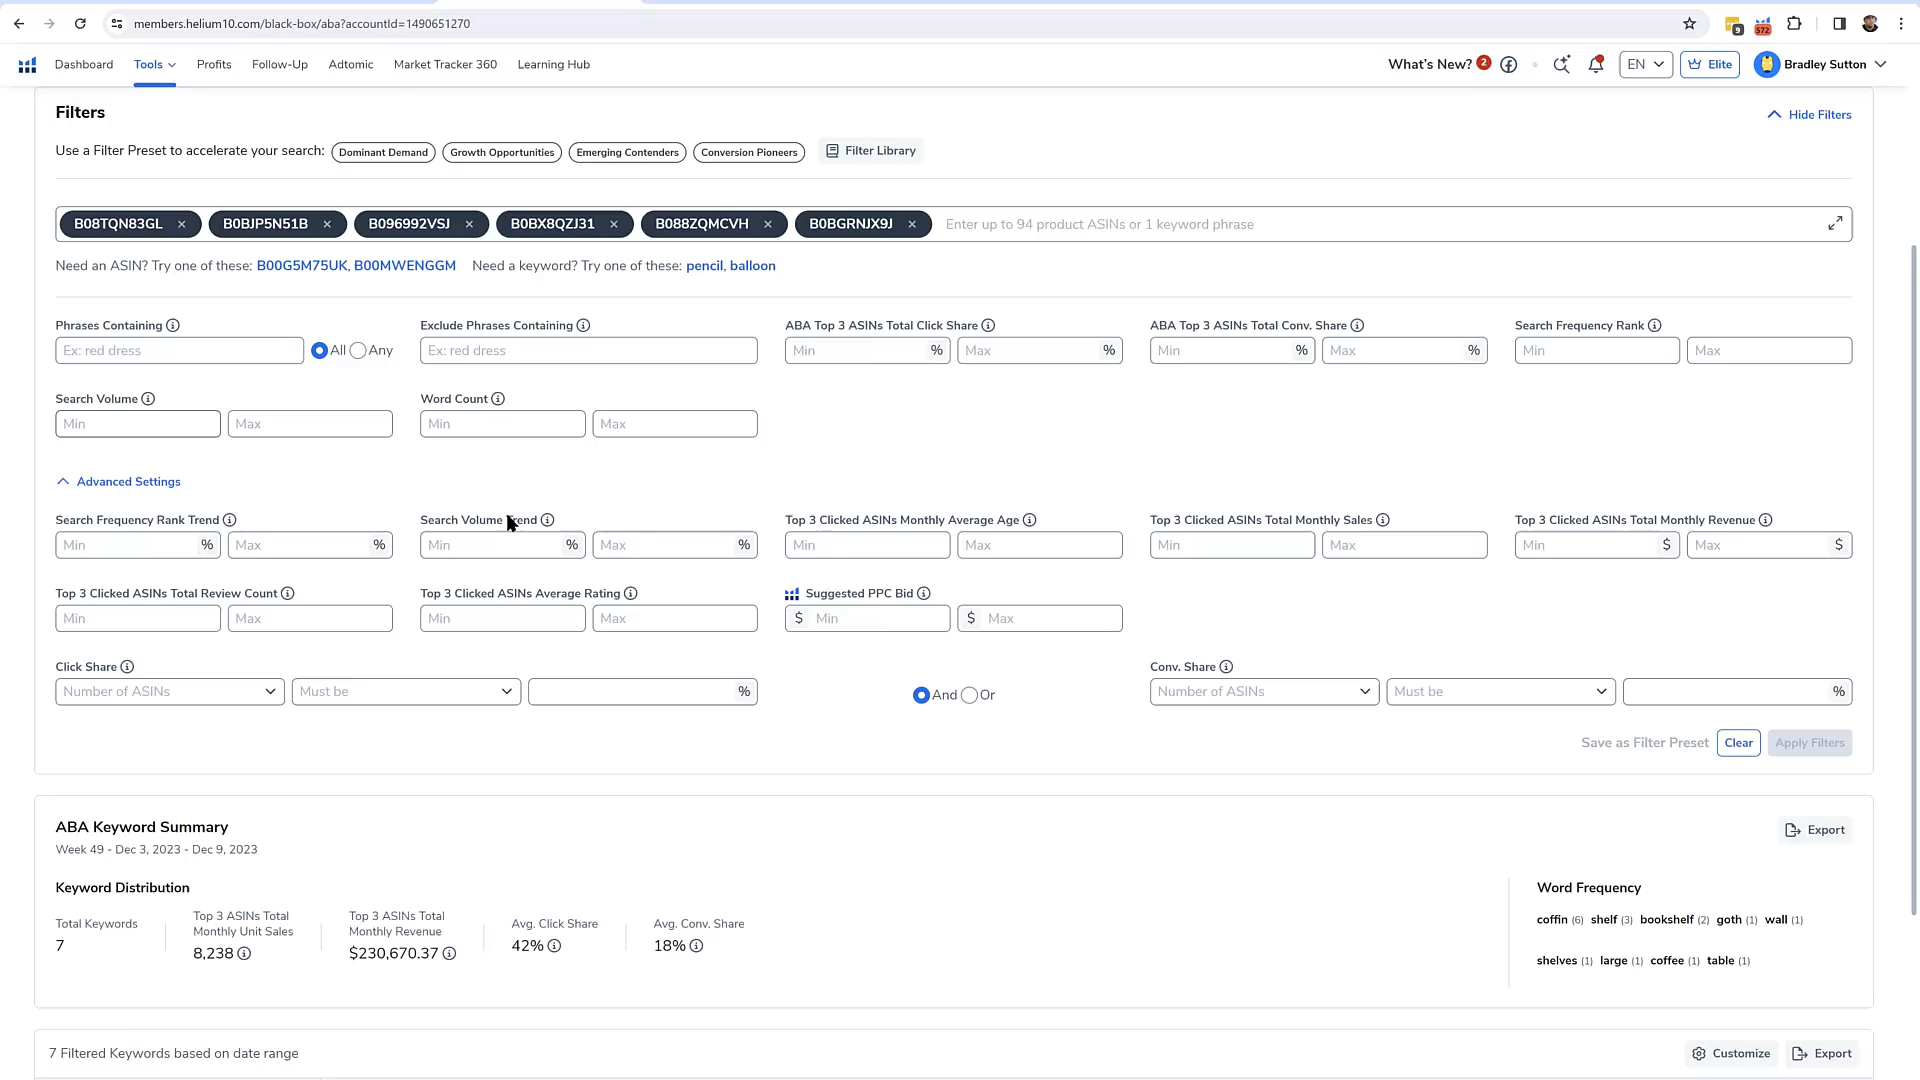 members.helium10.com/black-box/aba?accountId=1490651270
9
572
Dashboard Tools Profits Follow-Up Adtomic Market Tracker 360 Learning Hub What's New? 2 EN Elite Bradley Sutton
Filters
Hide Filters
Use a Filter Preset to accelerate your search: Dominant Demand Growth Opportunities Emerging Contenders Conversion Pioneers Filter Library
B08TQN83GL × B0BJP5N51B × B096992VSJ × B0BX8QZJ31 × B088ZQMCVH × B0BGRNJX9J × Enter up to 94 product ASINs or 1 keyword phrase
Need an ASIN? Try one of these: B00G5M75UK, B00MWENGGM Need a keyword? Try one of these: pencil, balloon
Phrases Containing Exclude Phrases Containing ABA Top 3 ASINs Total Click Share ABA Top 3 ASINs Total Conv. Share Search Frequency Rank
Ex: red dress All Any Ex: red dress Min % Max % Min % Max % Min Max
Search Volume Word Count
Min Max Min Max
Advanced Settings
Search Frequency Rank Trend Search Volume Trend Top 3 Clicked ASINs Monthly Average Age Top 3 Clicked ASINs Total Monthly Sales Top 3 Clicked ASINs Total Monthly Revenue
Min % Max % Min % Max % Min Max Min Max Min $ Max $
Top 3 Clicked ASINs Total Review Count Top 3 Clicked ASINs Average Rating Suggested PPC Bid
Min Max Min Max $ Min $ Max
Click Share Conv. Share
Number of ASINs Must be % And Or Number of ASINs Must be %
Save as Filter Preset Clear Apply Filters
ABA Keyword Summary
Export
Week 49 - Dec 3, 2023 - Dec 9, 2023
Keyword Distribution
Total Keywords
7
Top 3 ASINs Total
Monthly Unit Sales
8,238
Top 3 ASINs Total
Monthly Revenue
$230,670.37
Avg. Click Share
42%
Avg. Conv. Share
18%
Word Frequency
coffin (6) shelf (3) bookshelf (2) goth (1) wall (1)
shelves (1) large (1) coffee (1) table (1)
7 Filtered Keywords based on date range
Customize Export